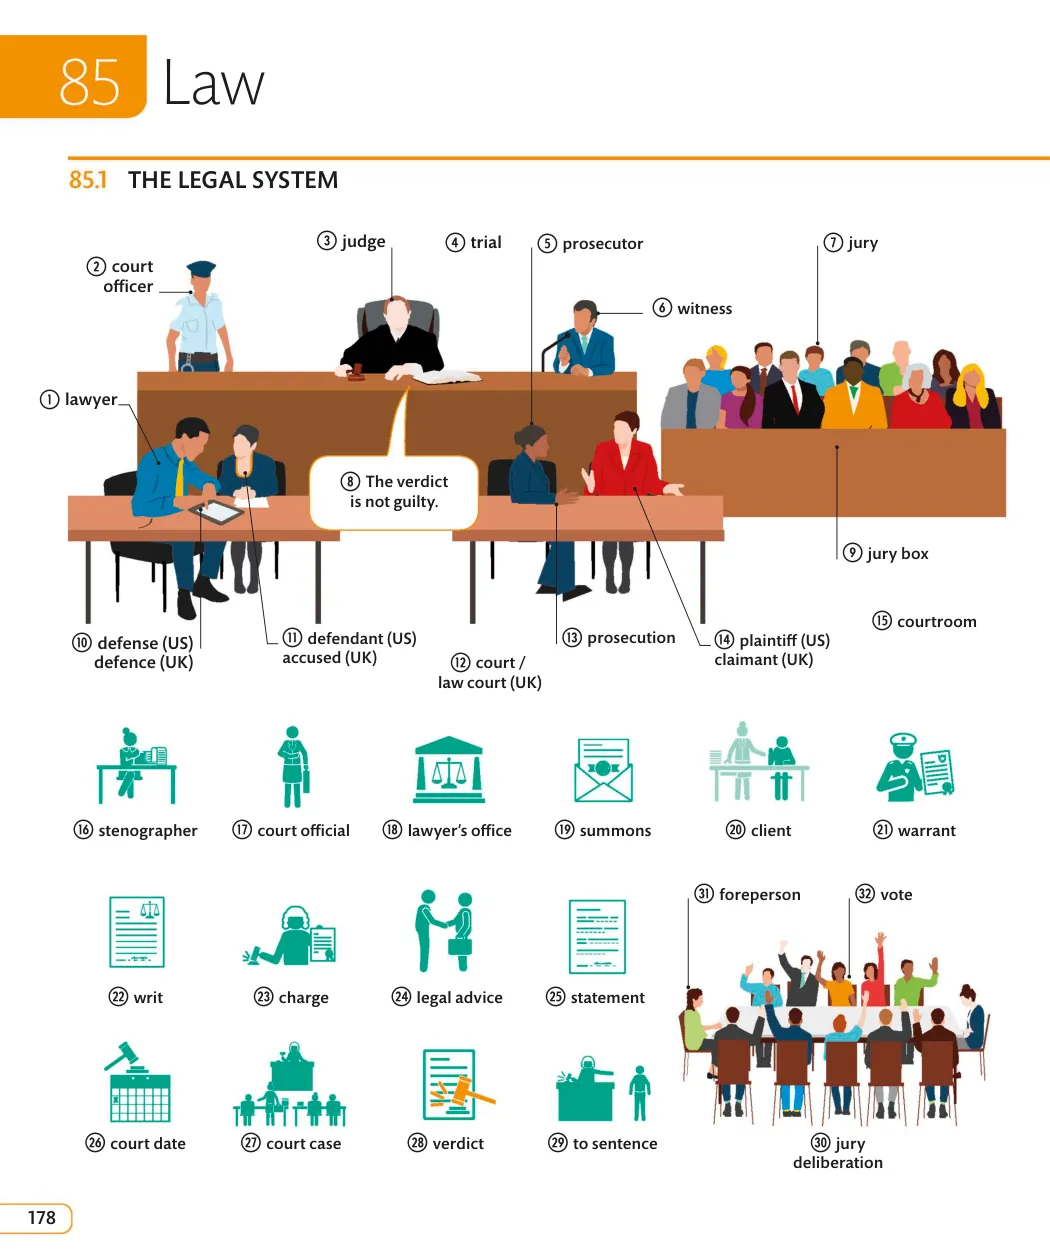 85 Law
85.1 THE LEGAL SYSTEM
③ judge
④ trial
⑤ prosecutor
⑦ jury
② court
officer
⑥ witness
① lawyer
⑧ The verdict
is not guilty.
⑨ jury box
⑩ defense (US)
defence (UK)
⑪ defendant (US)
accused (UK)
⑫ court /
law court (UK)
⑬ prosecution
⑭ plaintiff (US)
claimant (UK)
⑮ courtroom
⑯ stenographer
⑰ court official
⑱ lawyer’s office
⑲ summons
⑳ client
㉑ warrant
㉒ writ
㉓ charge
㉔ legal advice
㉕ statement
㉛ foreperson
㉜ vote
㉖ court date
㉗ court case
㉘ verdict
㉙ to sentence
㉚ jury
deliberation
178